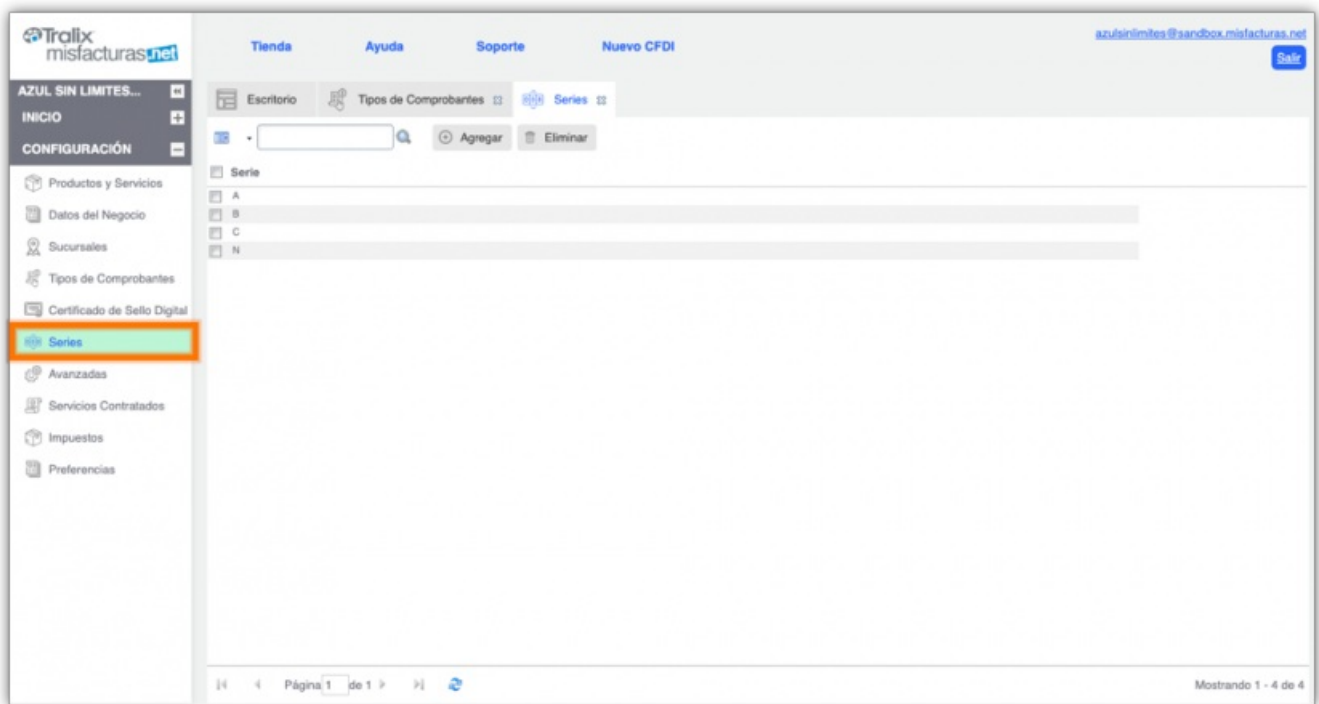 Tralix
misfacturas.net
Tienda Ayuda Soporte Nuevo CFDI
azulsinlimites@sandbox.misfacturas.net
Salir
AZUL SIN LIMITES...
INICIO
CONFIGURACIÓN
Productos y Servicios
Datos del Negocio
Sucursales
Tipos de Comprobantes
Certificado de Sello Digital
Series
Avanzadas
Servicios Contratados
Impuestos
Preferencias
Escritorio Tipos de Comprobantes Series
Agregar Eliminar
Serie
A
B
C
N
Página 1 de 1
Mostrando 1 - 4 de 4